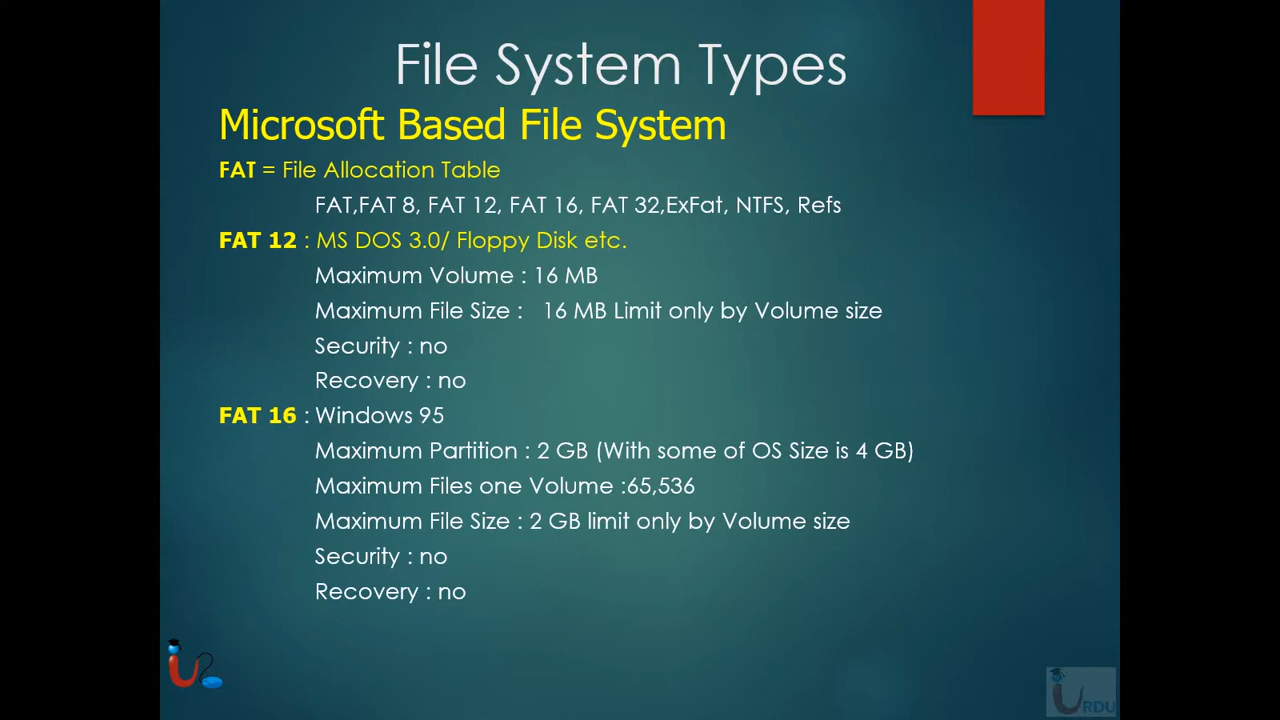 File System Types
Microsoft Based File System
FAT = File Allocation Table
FAT,FAT 8, FAT 12, FAT 16, FAT 32,ExFat, NTFS, Refs
FAT 12 : MS DOS 3.0/ Floppy Disk etc.
Maximum Volume : 16 MB
Maximum File Size : 16 MB Limit only by Volume size
Security : no
Recovery : no
FAT 16 : Windows 95
Maximum Partition : 2 GB (With some of OS Size is 4 GB)
Maximum Files one Volume :65,536
Maximum File Size : 2 GB limit only by Volume size
Security : no
Recovery : no
URDU